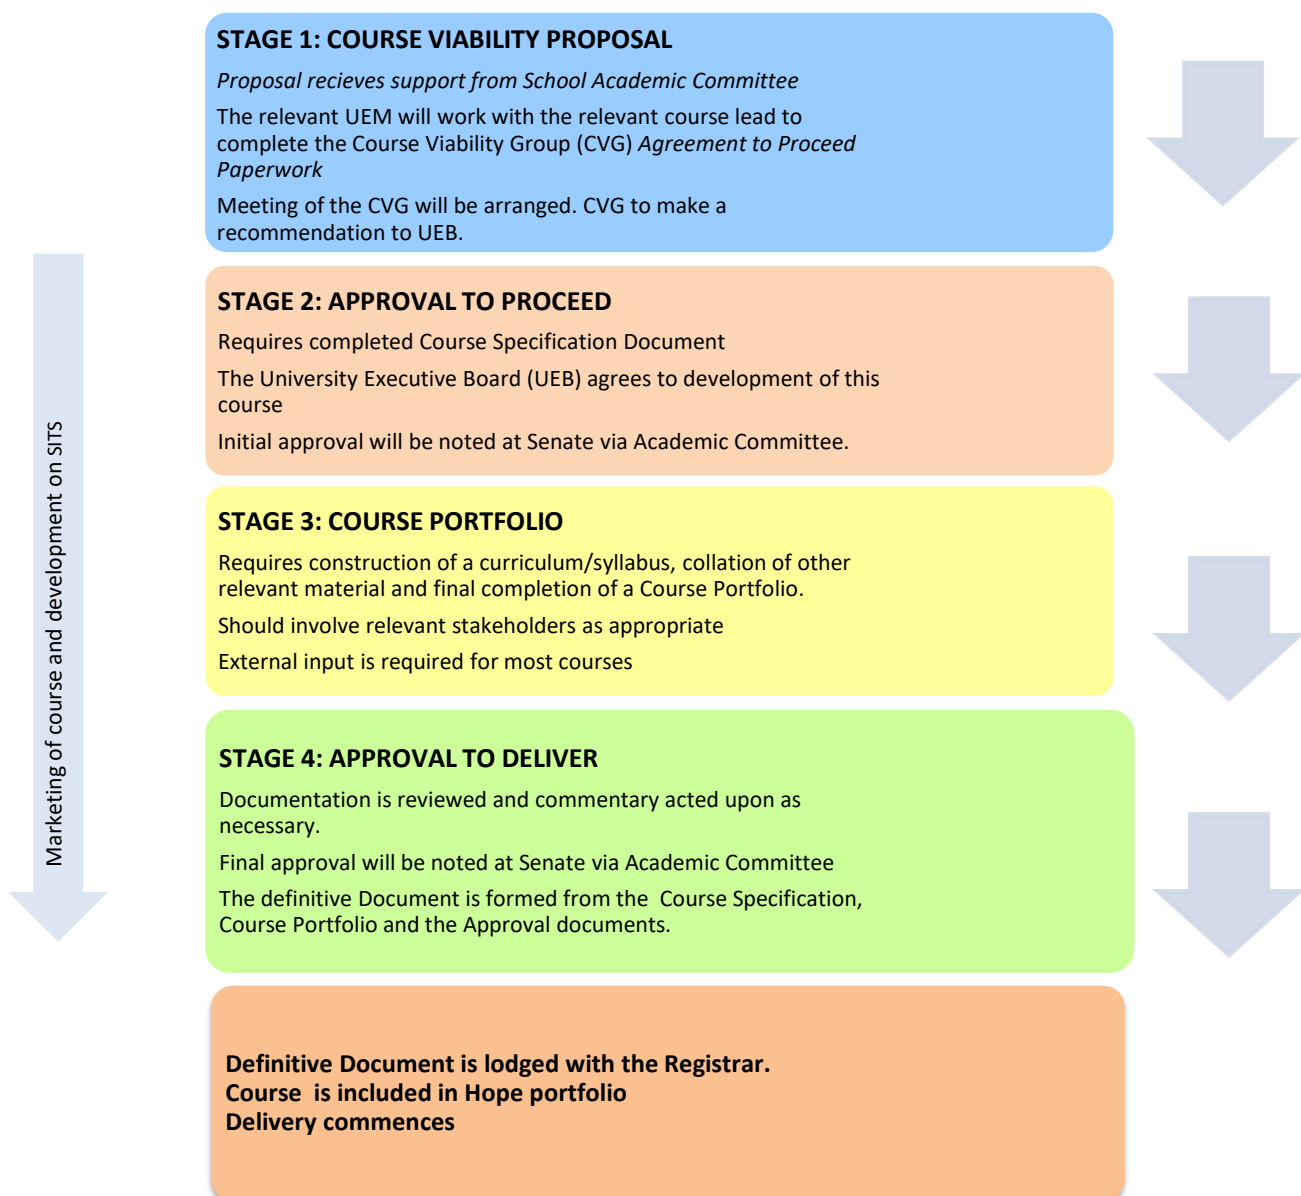 STAGE 1: COURSE VIABILITY PROPOSAL
Proposal recieves support from School Academic Committee
The relevant UEM will work with the relevant course lead to
complete the Course Viability Group (CVG) Agreement to Proceed
Paperwork
Meeting of the CVG will be arranged. CVG to make a
recommendation to UEB.
Marketing of course and development on SITS
STAGE 2: APPROVAL TO PROCEED
Requires completed Course Specification Document
The University Executive Board (UEB) agrees to development of this
course
Initial approval will be noted at Senate via Academic Committee.
STAGE 3: COURSE PORTFOLIO
Requires construction of a curriculum/syllabus, collation of other
relevant material and final completion of a Course Portfolio.
Should involve relevant stakeholders as appropriate
External input is required for most courses
STAGE 4: APPROVAL TO DELIVER
Documentation is reviewed and commentary acted upon as
necessary.
Final approval will be noted at Senate via Academic Committee
The definitive Document is formed from the  Course Specification,
Course Portfolio and the Approval documents.
Definitive Document is lodged with the Registrar.
Course  is included in Hope portfolio
Delivery commences